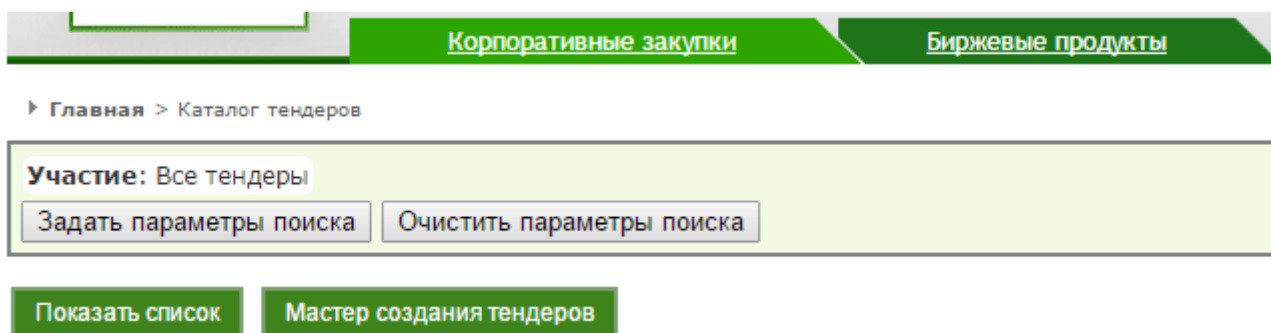 Корпоративные закупки Биржевые продукты
Главная > Каталог тендеров
Участие: Все тендеры
Задать параметры поиска Очистить параметры поиска
Показать список Мастер создания тендеров